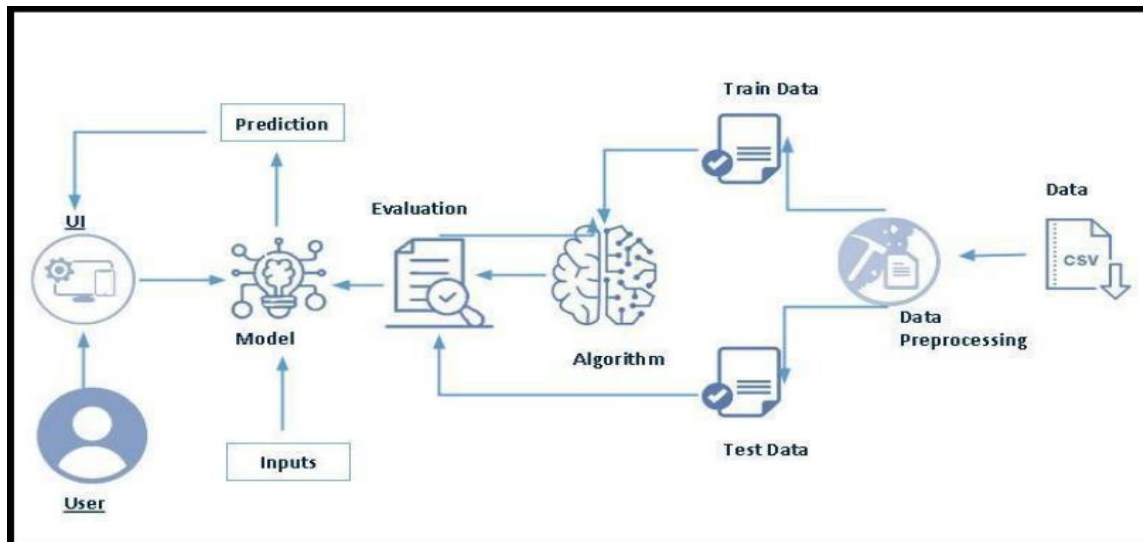 Train Data
Prediction
Data
Evaluation
UI
CSV
Model
Data
Preprocessing
Algorithm
Test Data
Inputs
User